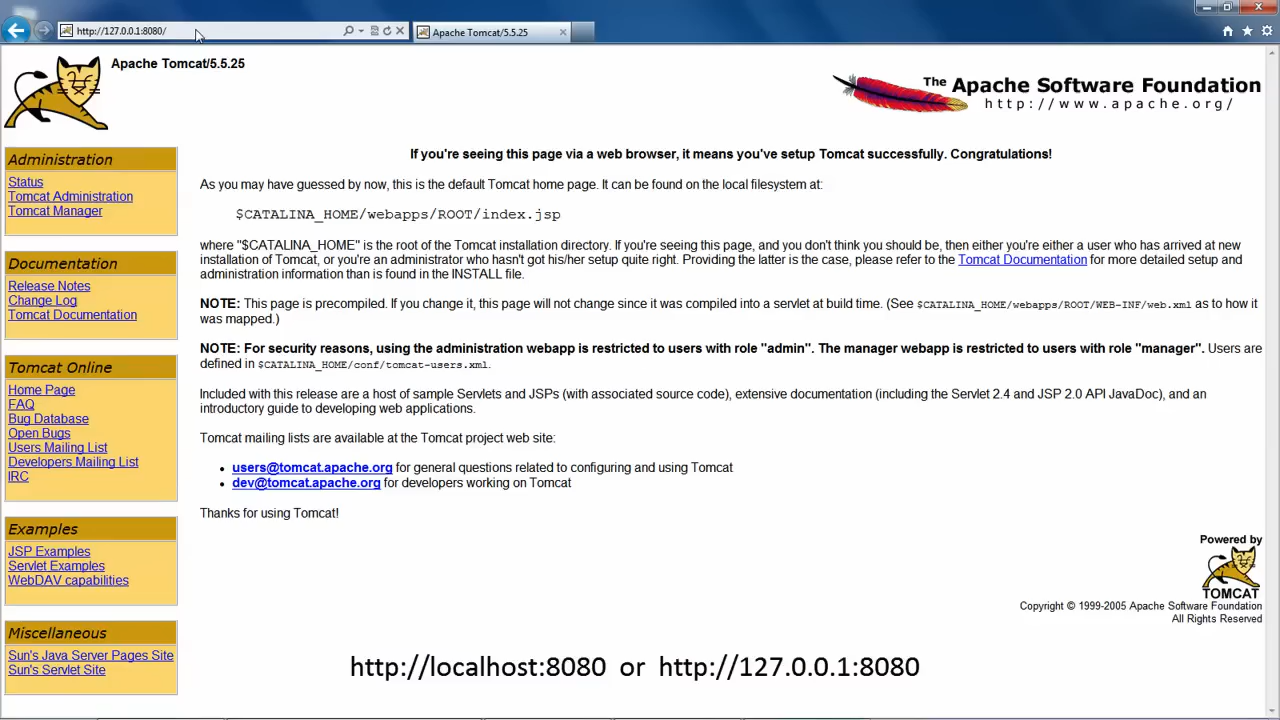 http://127.0.0.1:8080/
Apache Tomcat/5.5.25
Apache Tomcat/5.5.25
The Apache Software Foundation
http://www.apache.org/
Administration
Status
Tomcat Administration
Tomcat Manager
Documentation
Release Notes
Change Log
Tomcat Documentation
Tomcat Online
Home Page
FAQ
Bug Database
Open Bugs
Users Mailing List
Developers Mailing List
IRC
Examples
JSP Examples
Servlet Examples
WebDAV capabilities
Miscellaneous
Sun's Java Server Pages Site
Sun's Servlet Site
If you're seeing this page via a web browser, it means you've setup Tomcat successfully. Congratulations!
As you may have guessed by now, this is the default Tomcat home page. It can be found on the local filesystem at:
$CATALINA_HOME/webapps/ROOT/index.jsp
where "$CATALINA_HOME" is the root of the Tomcat installation directory. If you're seeing this page, and you don't think you should be, then either you're either a user who has arrived at new
installation of Tomcat, or you're an administrator who hasn't got his/her setup quite right. Providing the latter is the case, please refer to the Tomcat Documentation for more detailed setup and
administration information than is found in the INSTALL file.
NOTE: This page is precompiled. If you change it, this page will not change since it was compiled into a servlet at build time. (See $CATALINA_HOME/webapps/ROOT/WEB-INF/web.xml as to how it
was mapped.)
NOTE: For security reasons, using the administration webapp is restricted to users with role "admin". The manager webapp is restricted to users with role "manager". Users are
defined in $CATALINA_HOME/conf/tomcat-users.xml.
Included with this release are a host of sample Servlets and JSPs (with associated source code), extensive documentation (including the Servlet 2.4 and JSP 2.0 API JavaDoc), and an
introductory guide to developing web applications.
Tomcat mailing lists are available at the Tomcat project web site:
• users@tomcat.apache.org for general questions related to configuring and using Tomcat
• dev@tomcat.apache.org for developers working on Tomcat
Thanks for using Tomcat!
Powered by
TOMCAT
Copyright © 1999-2005 Apache Software Foundation
All Rights Reserved
http://localhost:8080 or http://127.0.0.1:8080